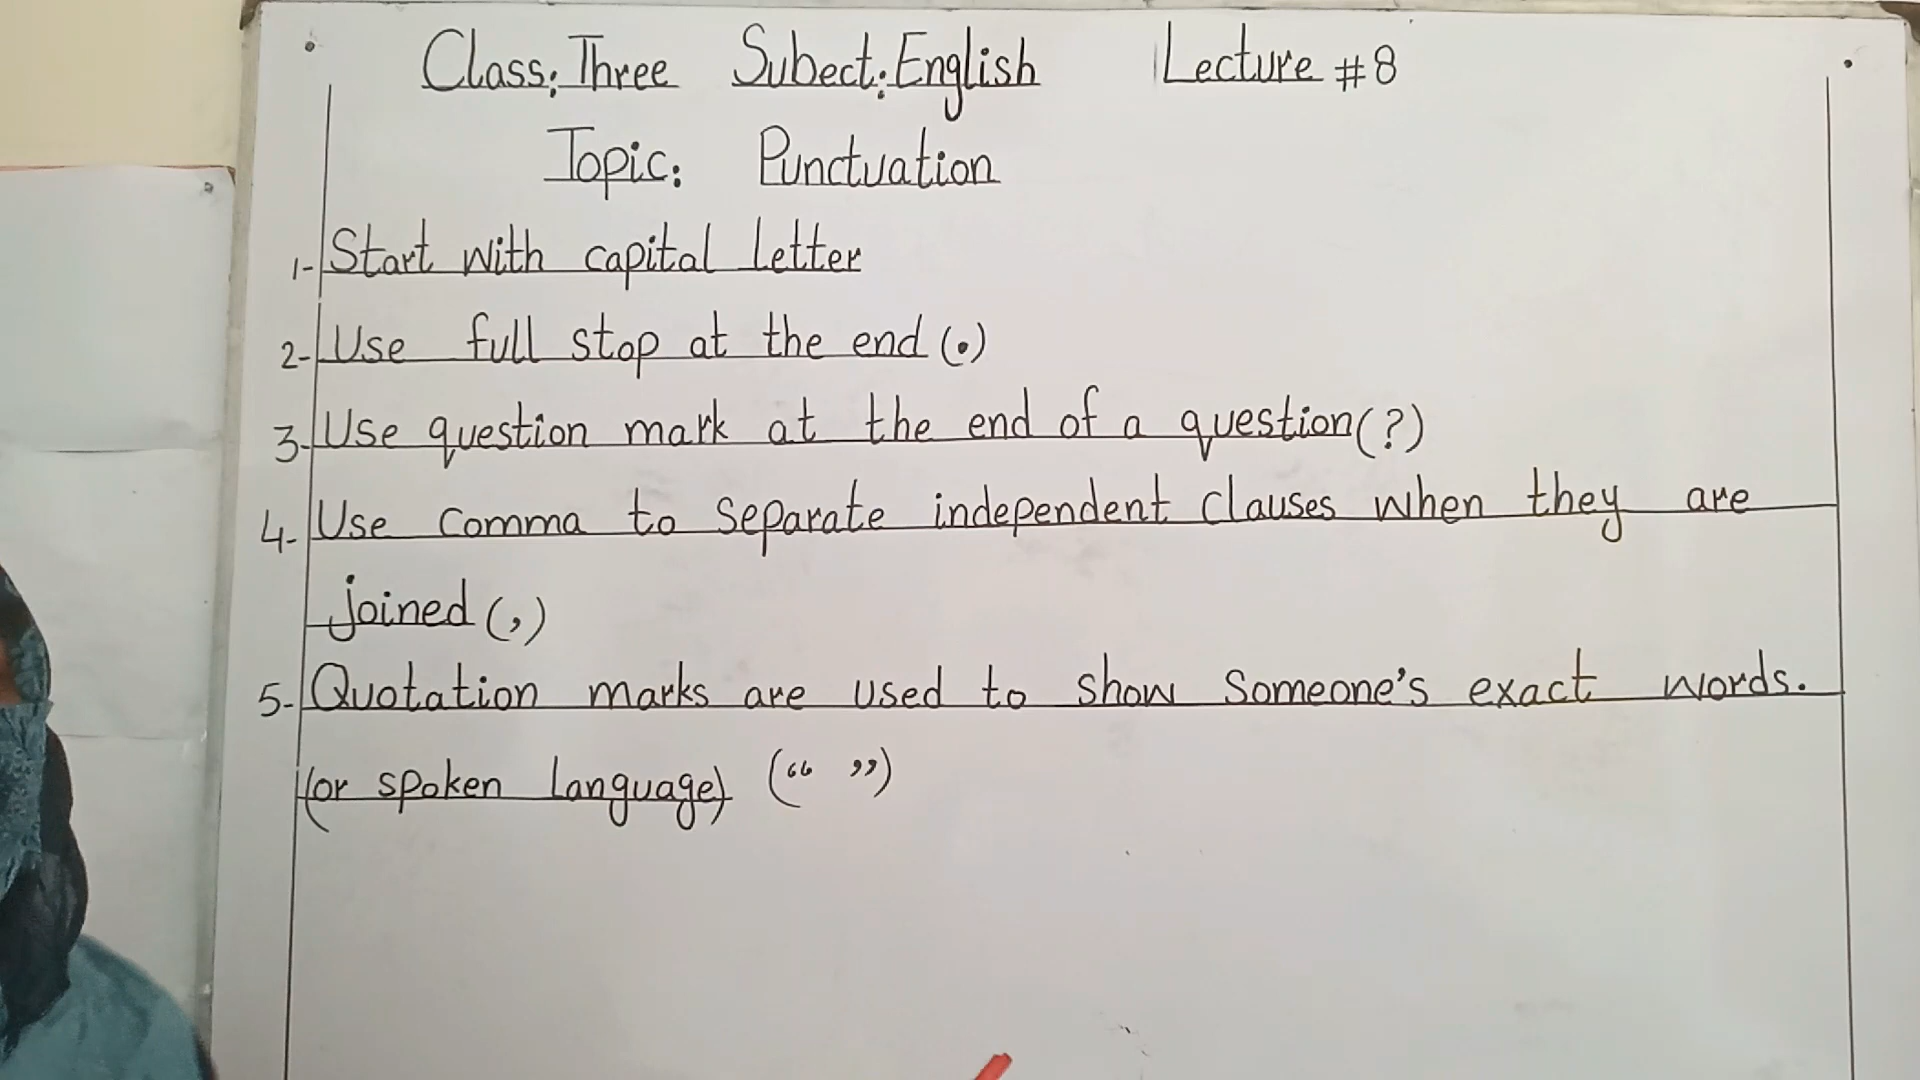 Class: Three Subect: English Lecture #8
Topic: Punctuation
1- Start with capital letter
2- Use full stop at the end (.)
3- Use question mark at the end of a question (?)
4- Use comma to separate independent clauses when they are
joined (,)
5- Quotation marks are used to show someone's exact words.
(or spoken language) (“ ”)